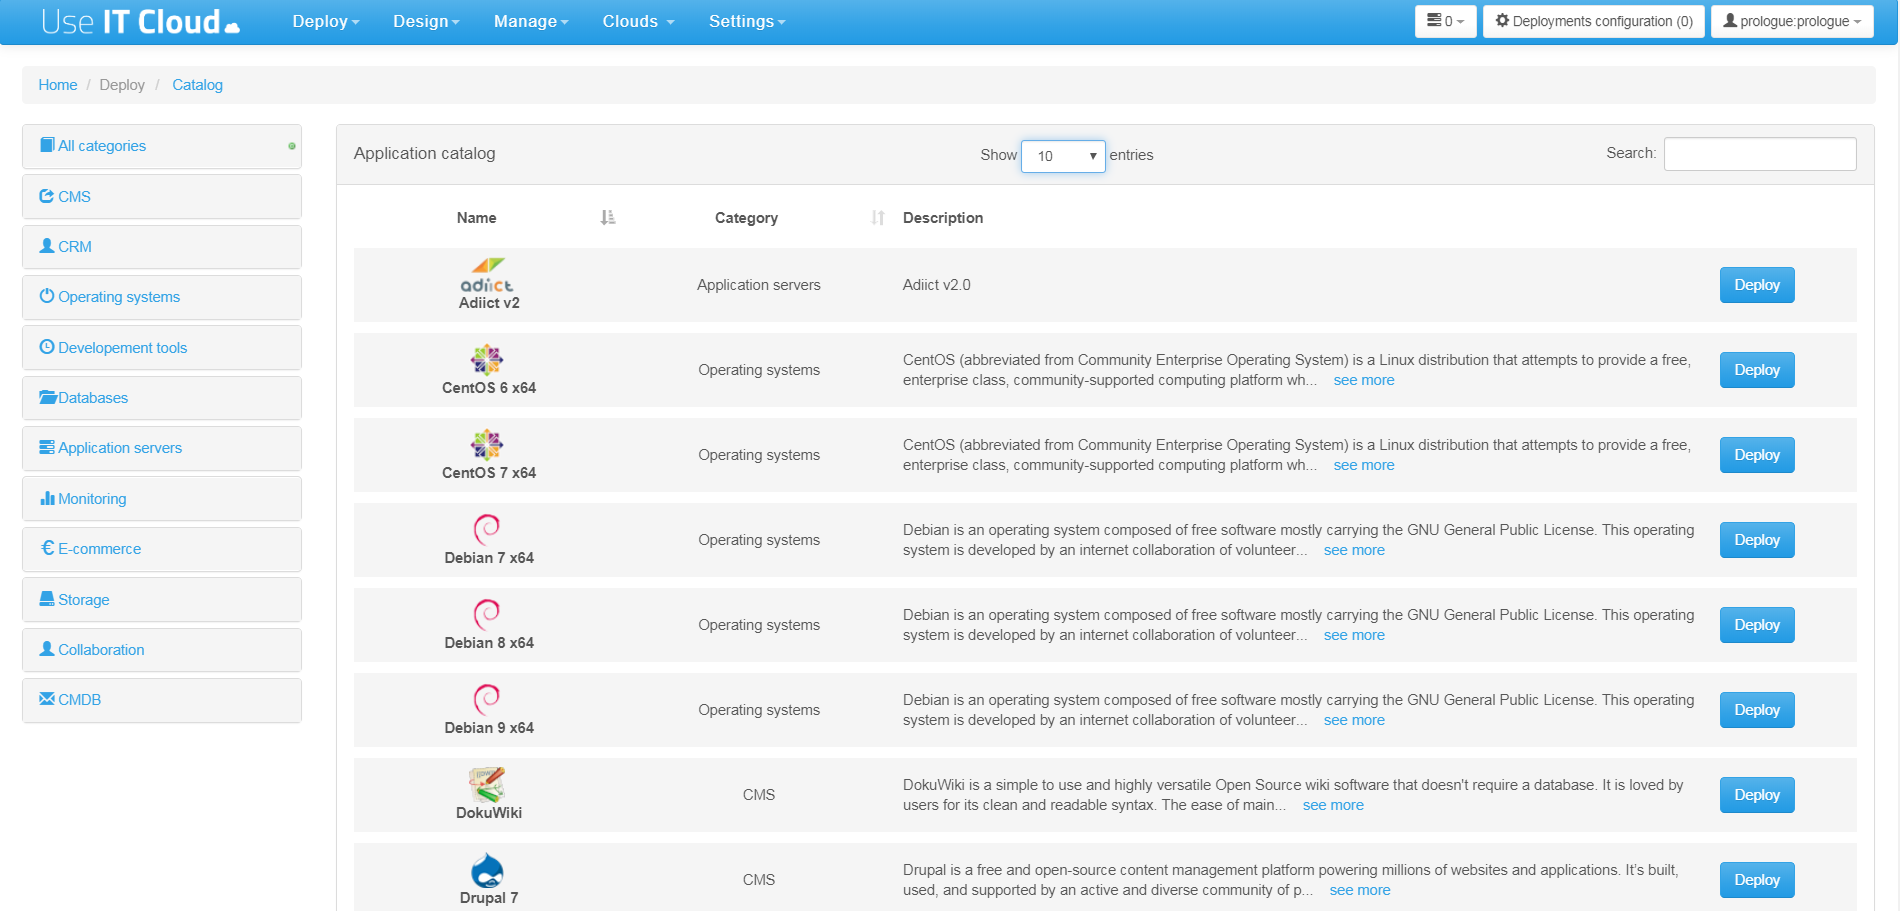 Use IT Cloud
Deploy Design Manage Clouds Settings
0 Deployments configuration (0) prologue:prologue
Home / Deploy / Catalog
All categories
CMS
CRM
Operating systems
Developement tools
Databases
Application servers
Monitoring
€ E-commerce
Storage
Collaboration
CMDB
Application catalog Show 10 entries Search:
Name Category Description
adiict
Adiict v2
Application servers
Adiict v2.0
Deploy
CentOS 6 x64
Operating systems
CentOS (abbreviated from Community Enterprise Operating System) is a Linux distribution that attempts to provide a free,
enterprise class, community-supported computing platform wh... see more
Deploy
CentOS 7 x64
Operating systems
CentOS (abbreviated from Community Enterprise Operating System) is a Linux distribution that attempts to provide a free,
enterprise class, community-supported computing platform wh... see more
Deploy
Debian 7 x64
Operating systems
Debian is an operating system composed of free software mostly carrying the GNU General Public License. This operating
system is developed by an internet collaboration of volunteer... see more
Deploy
Debian 8 x64
Operating systems
Debian is an operating system composed of free software mostly carrying the GNU General Public License. This operating
system is developed by an internet collaboration of volunteer... see more
Deploy
Debian 9 x64
Operating systems
Debian is an operating system composed of free software mostly carrying the GNU General Public License. This operating
system is developed by an internet collaboration of volunteer... see more
Deploy
DokuWiki
CMS
DokuWiki is a simple to use and highly versatile Open Source wiki software that doesn't require a database. It is loved by
users for its clean and readable syntax. The ease of main... see more
Deploy
Drupal 7
CMS
Drupal is a free and open-source content management platform powering millions of websites and applications. It's built,
used, and supported by an active and diverse community of p... see more
Deploy